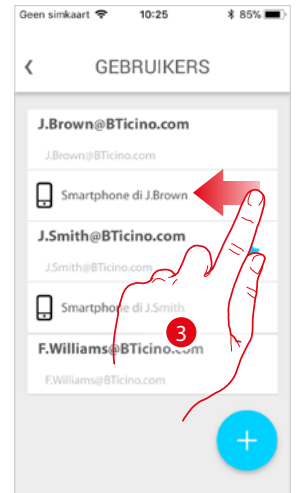 Geen simkaart 10:25 85%
GEBRUIKERS
J.Brown@BTicino.com
J.Brown@BTicino.com
Smartphone di J.Brown
J.Smith@BTicino.com
J.Smith@BTicino.com
Smartphone di J.Smith
3
F.Williams@BTicino.com
F.Williams@BTicino.com
+